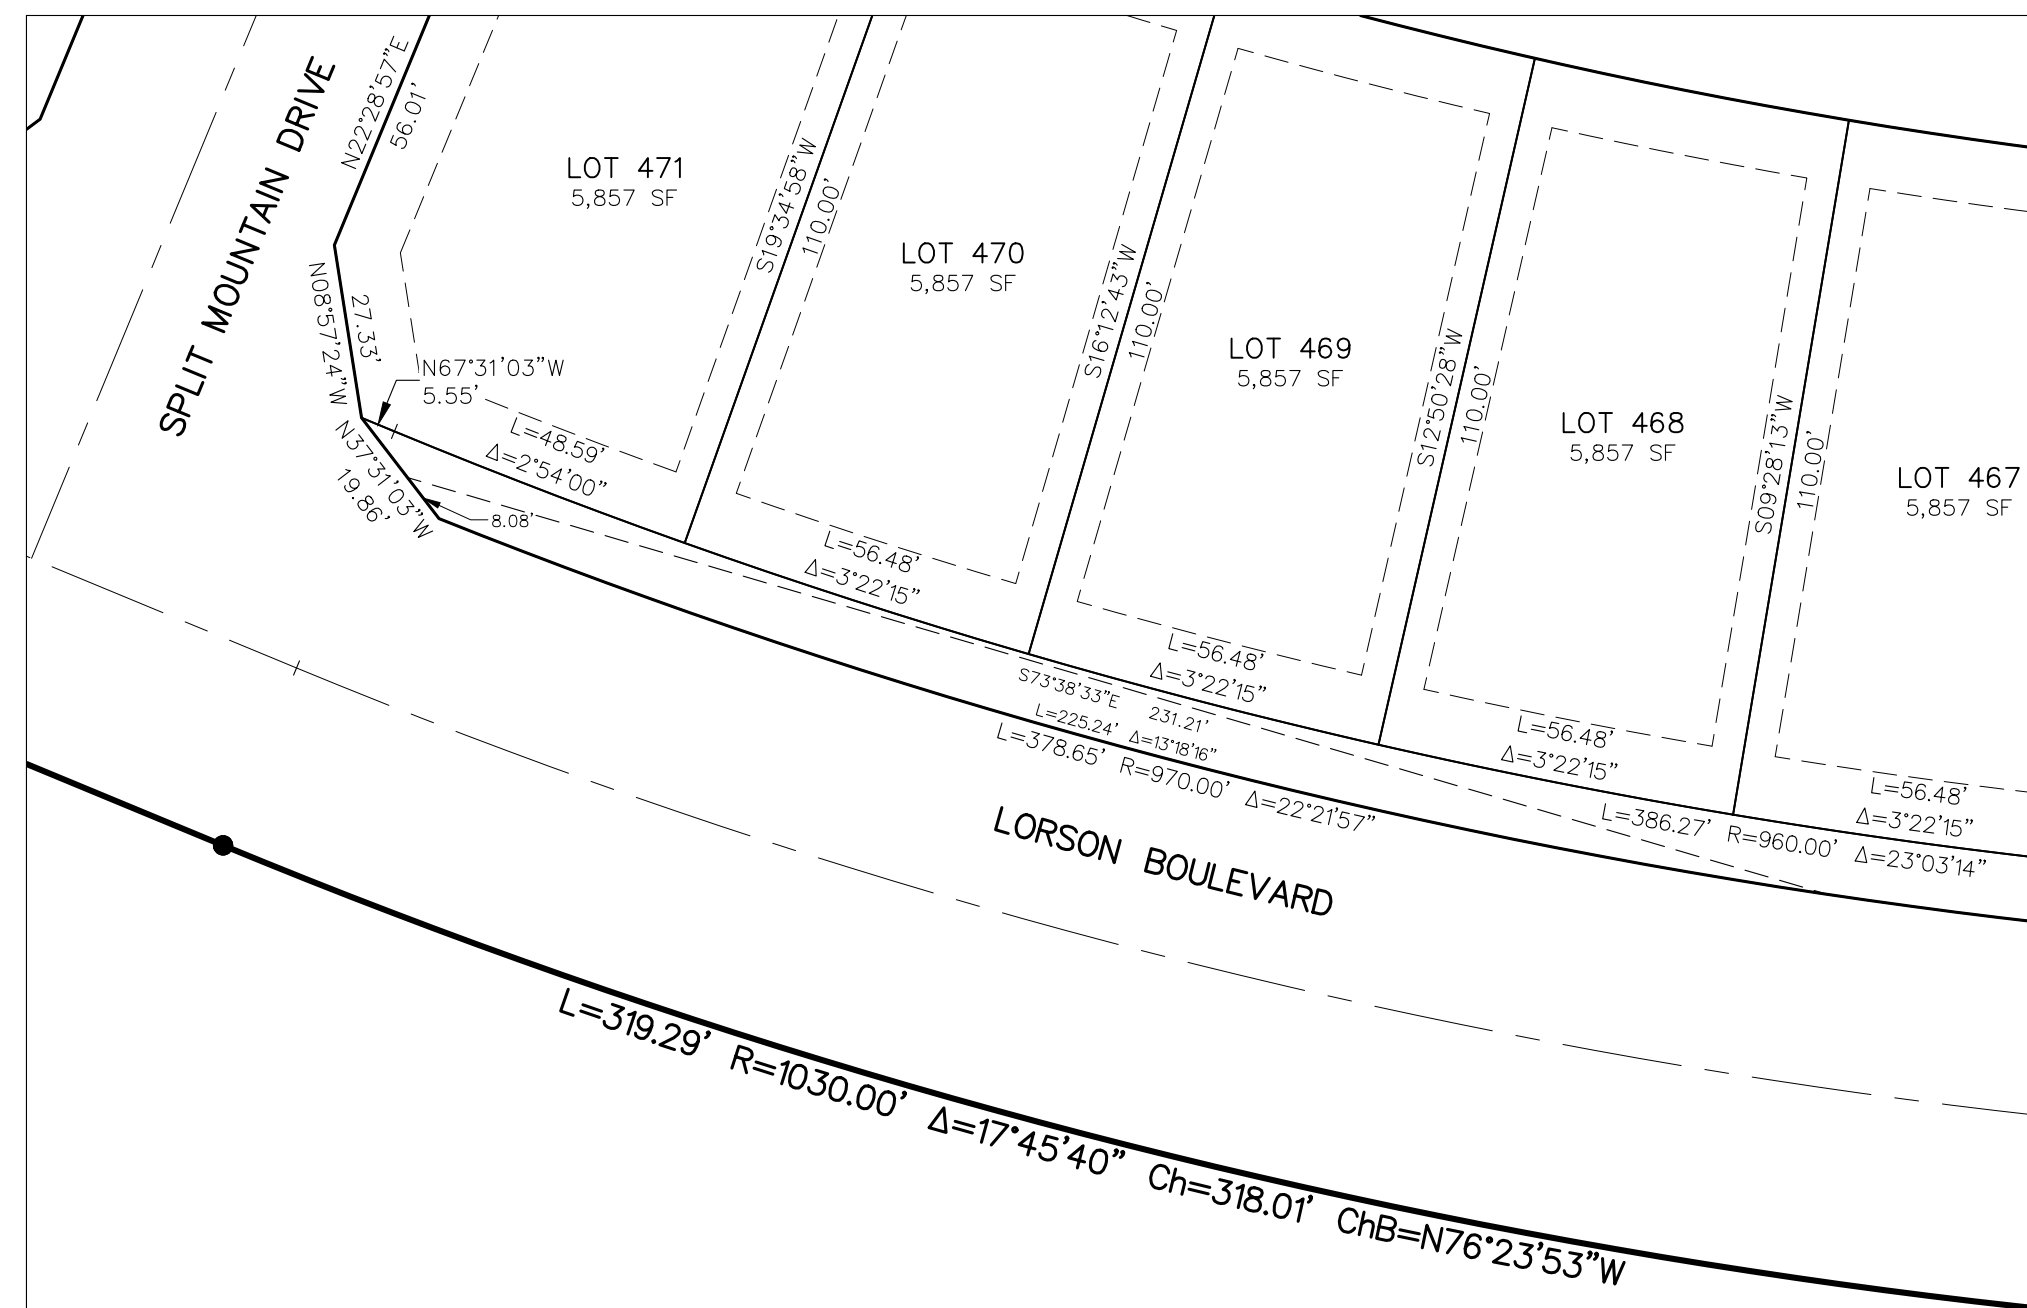 SPLIT MOUNTAIN DRIVE
N22°28'57"E
56.01'
LOT 471
5,857 SF
S19°34'58"W
110.00'
LOT 470
5,857 SF
S16°12'43"W
110.00'
LOT 469
5,857 SF
S12°50'28"W
110.00'
LOT 468
5,857 SF
S09°28'13"W
110.00'
LOT 467
5,857 SF
N08°57'24"W
27.33'
N67°31'03"W
5.55'
N37°31'03"W
19.86'
8.08'
L=48.59'
Δ=2°54'00"
L=56.48'
Δ=3°22'15"
L=56.48'
Δ=3°22'15"
L=56.48'
Δ=3°22'15"
L=56.48'
Δ=3°22'15"
S73°38'33"E 231.21'
L=225.24' Δ=13°18'16"
L=378.65' R=970.00' Δ=22°21'57"
L=386.27' R=960.00' Δ=23°03'14"
LORSON BOULEVARD
L=319.29' R=1030.00' Δ=17°45'40" Ch=318.01' ChB=N76°23'53"W